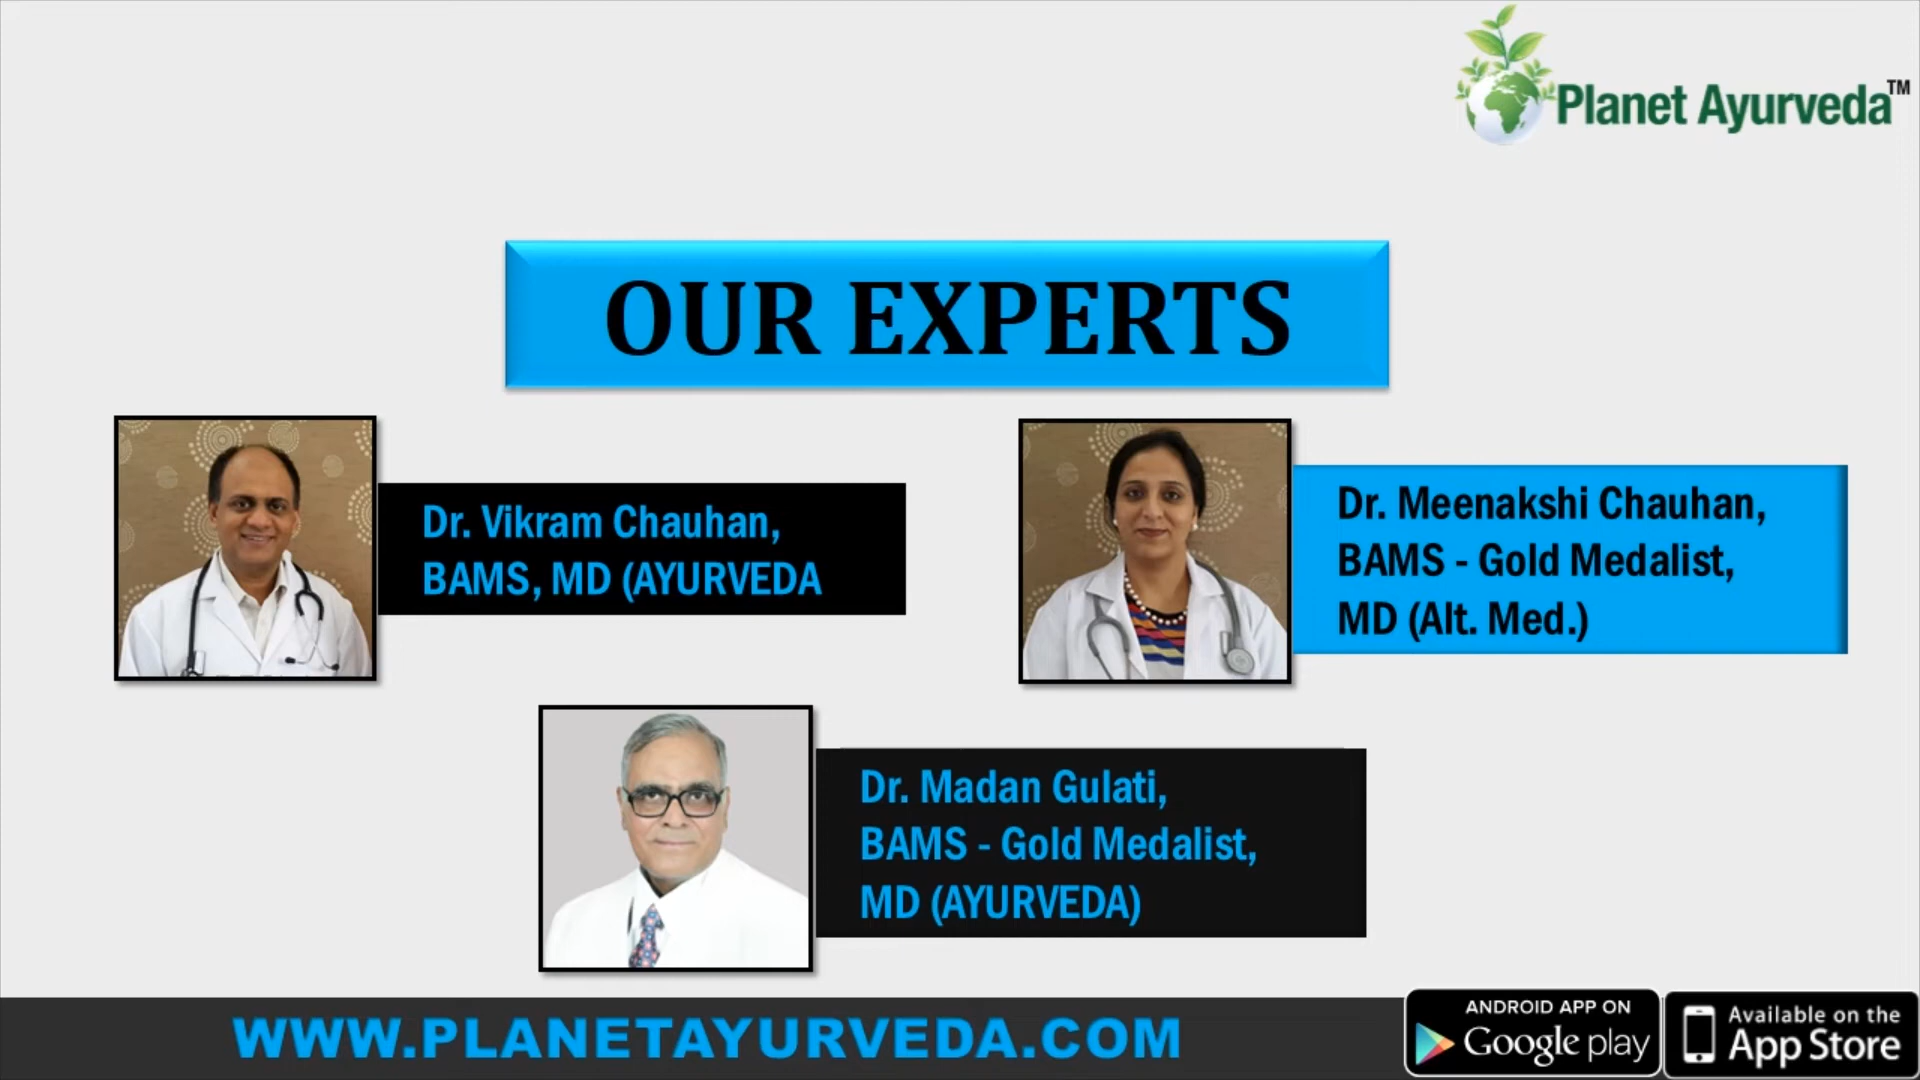 Planet Ayurveda™
OUR EXPERTS
Dr. Vikram Chauhan,
BAMS, MD (AYURVEDA
Dr. Meenakshi Chauhan,
BAMS - Gold Medalist,
MD (Alt. Med.)
Dr. Madan Gulati,
BAMS - Gold Medalist,
MD (AYURVEDA)
WWW.PLANETAYURVEDA.COM
ANDROID APP ON
Google play
Available on the
App Store